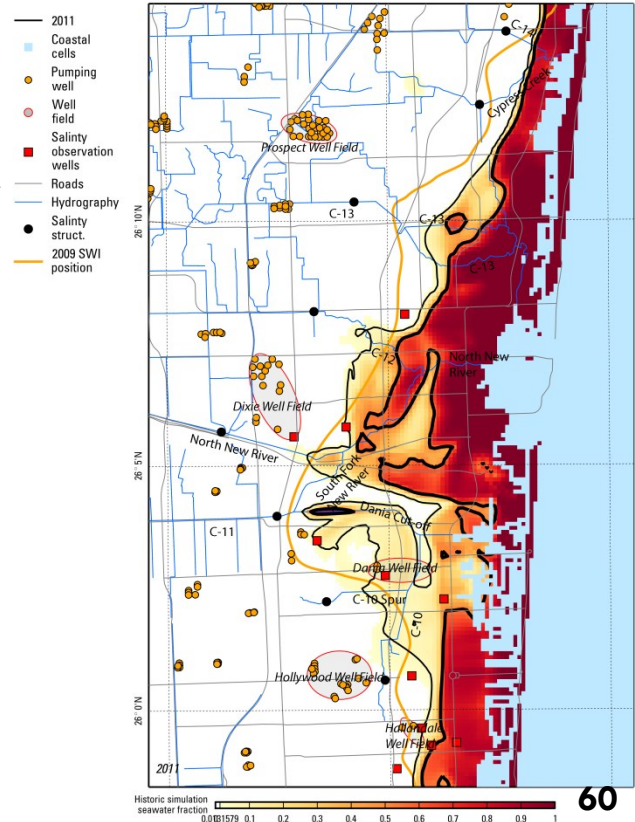 2011
Coastal
cells
Pumping
well
Well
field
Salinity
observation
wells
Roads
Hydrography
Salinity
struct.
2009 SWI
position
C-14
Cypress Creek
Prospect Well Field
26°10'N
C-13
C-13
C-13
C-12
North New
River
Dixie Well Field
North New River
26°5'N
South Fork
New River
C-11
Dania Cut-off
Dania Well Field
C-10 Spur
C-10
Hollywood Well Field
26°0'N
Hallandale
Well Field
2011
Historic simulation
seawater fraction
0.0131579 0.1 0.2 0.3 0.4 0.5 0.6 0.7 0.8 0.9 1
60